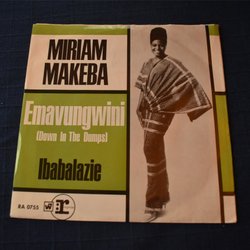 MIRIAM
MAKEBA
Emavungwini
(Down In The Dumps)
Ibabalazie
RA 0755
W
r